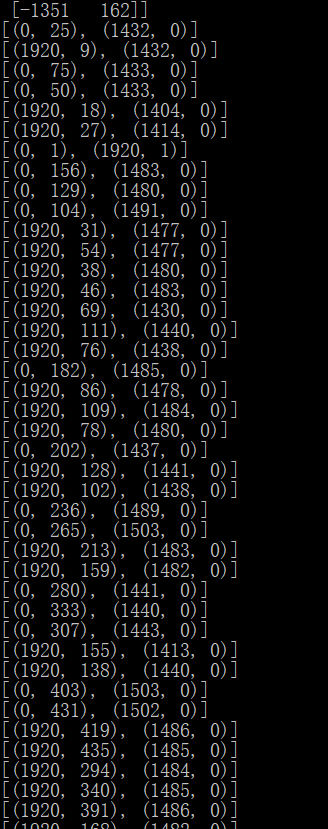 [-1351   162]]
[(0, 25), (1432, 0)]
[(1920, 9), (1432, 0)]
[(0, 75), (1433, 0)]
[(0, 50), (1433, 0)]
[(1920, 18), (1404, 0)]
[(1920, 27), (1414, 0)]
[(0, 1), (1920, 1)]
[(0, 156), (1483, 0)]
[(0, 129), (1480, 0)]
[(0, 104), (1491, 0)]
[(1920, 31), (1477, 0)]
[(1920, 54), (1477, 0)]
[(1920, 38), (1480, 0)]
[(1920, 46), (1483, 0)]
[(1920, 69), (1430, 0)]
[(1920, 111), (1440, 0)]
[(1920, 76), (1438, 0)]
[(0, 182), (1485, 0)]
[(1920, 86), (1478, 0)]
[(1920, 109), (1484, 0)]
[(1920, 78), (1480, 0)]
[(0, 202), (1437, 0)]
[(1920, 128), (1441, 0)]
[(1920, 102), (1438, 0)]
[(0, 236), (1489, 0)]
[(0, 265), (1503, 0)]
[(1920, 213), (1483, 0)]
[(1920, 159), (1482, 0)]
[(0, 280), (1441, 0)]
[(0, 333), (1440, 0)]
[(0, 307), (1443, 0)]
[(1920, 155), (1413, 0)]
[(1920, 138), (1440, 0)]
[(0, 403), (1503, 0)]
[(0, 431), (1502, 0)]
[(1920, 419), (1486, 0)]
[(1920, 435), (1485, 0)]
[(1920, 294), (1484, 0)]
[(1920, 340), (1485, 0)]
[(1920, 391), (1486, 0)]